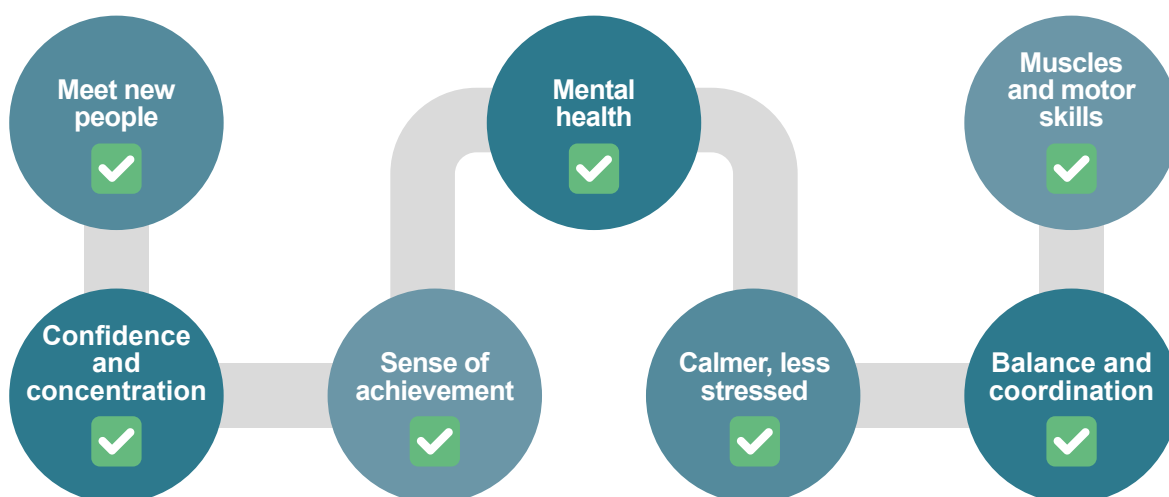 Meet new
people
Mental
health
Muscles
and motor
skills
Confidence
and
concentration
Sense of
achievement
Calmer, less
stressed
Balance and
coordination